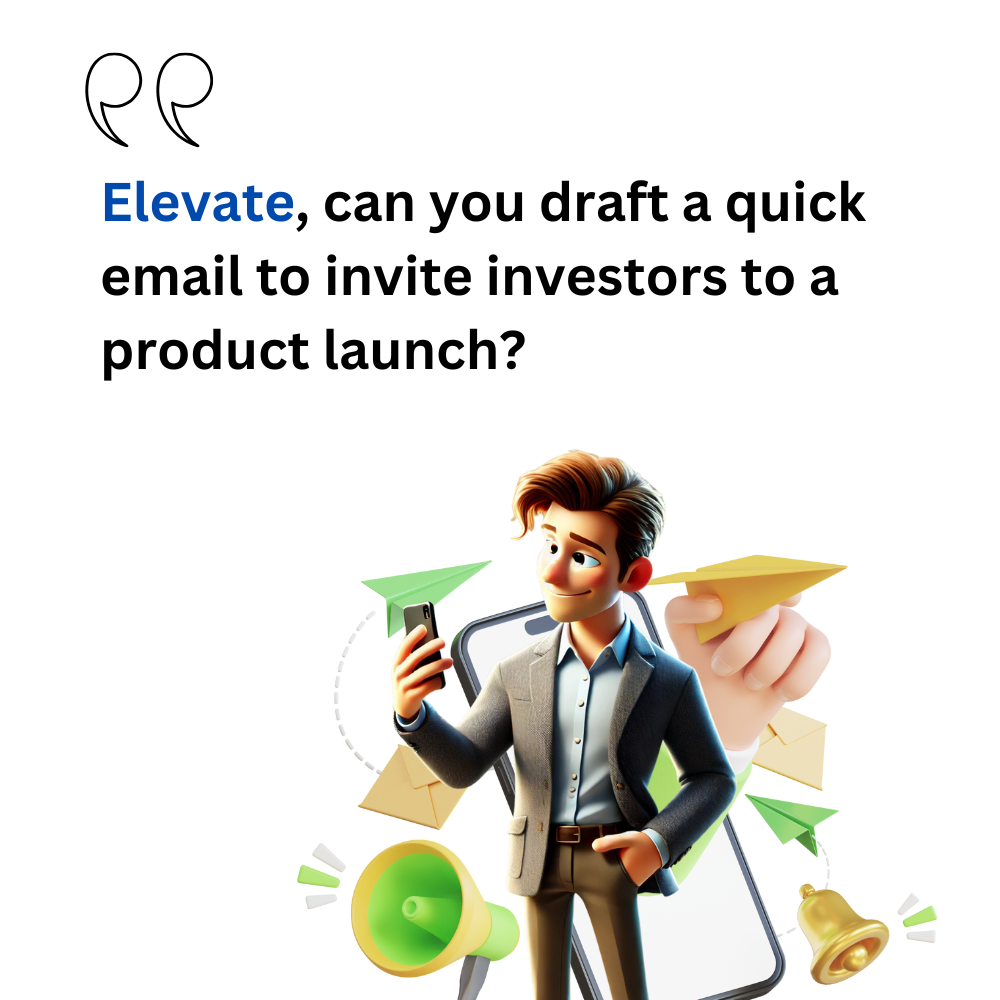 Elevate, can you draft a quick
email to invite investors to a
product launch?